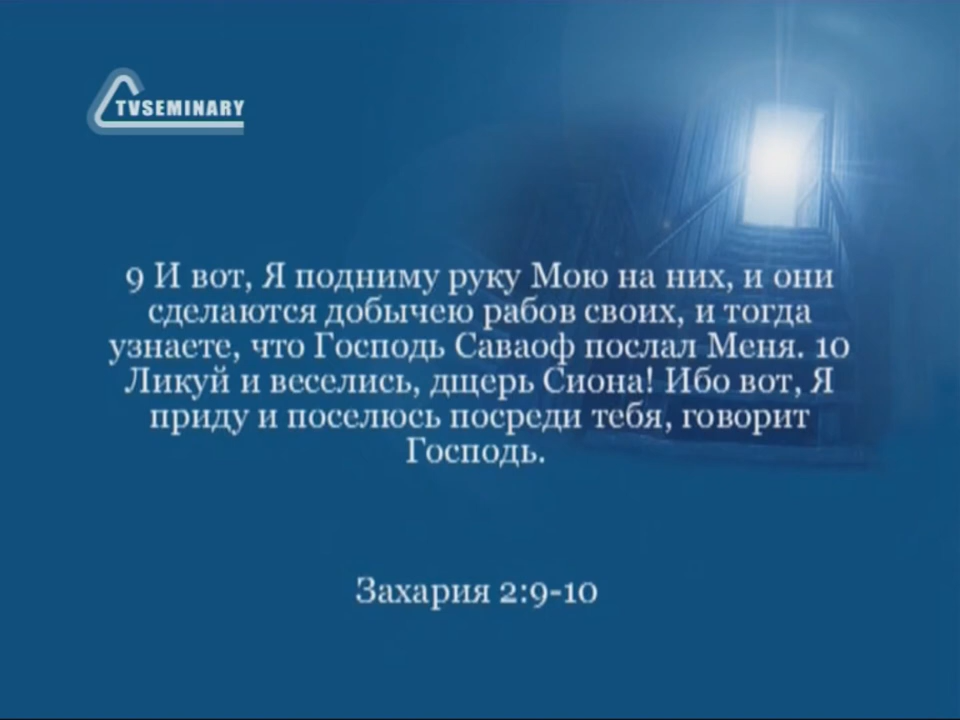 TVSEMINARY
9 И вот, Я подниму руку Мою на них, и они
сделаются добычею рабов своих, и тогда
узнаете, что Господь Саваоф послал Меня. 10
Ликуй и веселись, дщерь Сиона! Ибо вот, Я
приду и поселюсь посреди тебя, говорит
Господь.
Захария 2:9-10